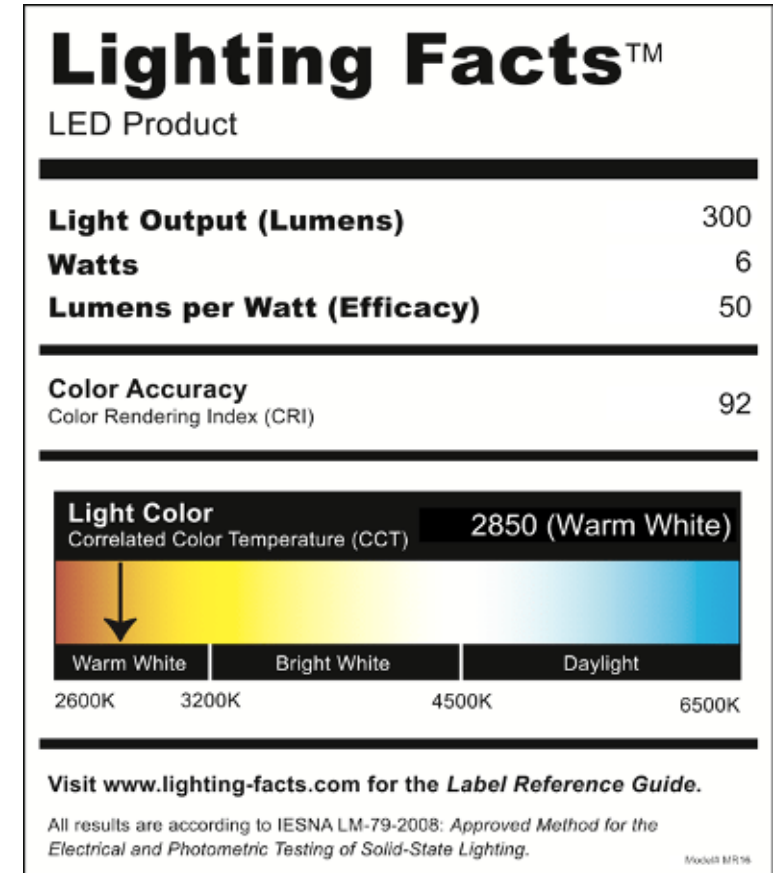 Lighting Facts™
LED Product
Light Output (Lumens) 300
Watts 6
Lumens per Watt (Efficacy) 50
Color Accuracy
Color Rendering Index (CRI) 92
Light Color
Correlated Color Temperature (CCT) 2850 (Warm White)
Warm White Bright White Daylight
2600K 3200K 4500K 6500K
Visit www.lighting-facts.com for the Label Reference Guide.
All results are according to IESNA LM-79-2008: Approved Method for the
Electrical and Photometric Testing of Solid-State Lighting.
Model# MR16